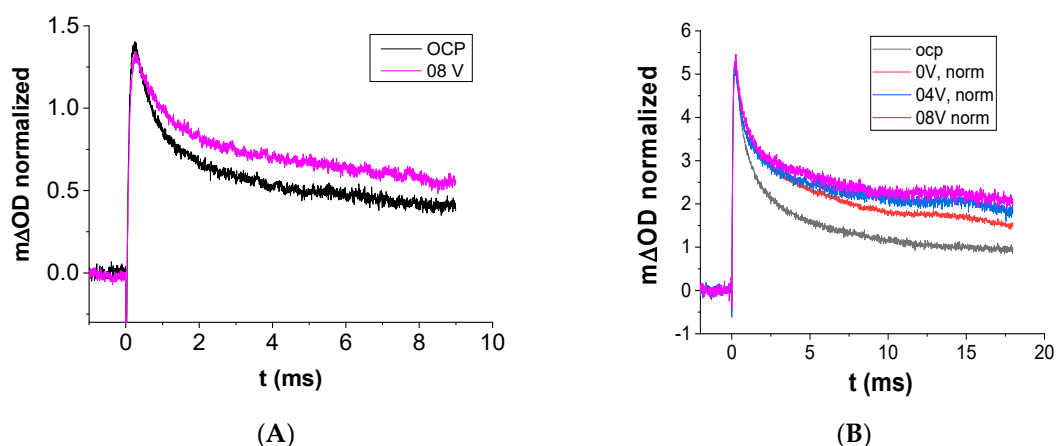 1.5
1.0
0.5
0.0
mΔOD normalized
OCP
08 V
0 2 4 6 8 10
t (ms)
(A)
6
5
4
3
2
1
0
-1
mΔOD normalized
ocp
0V, norm
04V, norm
08V norm
0 5 10 15 20
t (ms)
(B)